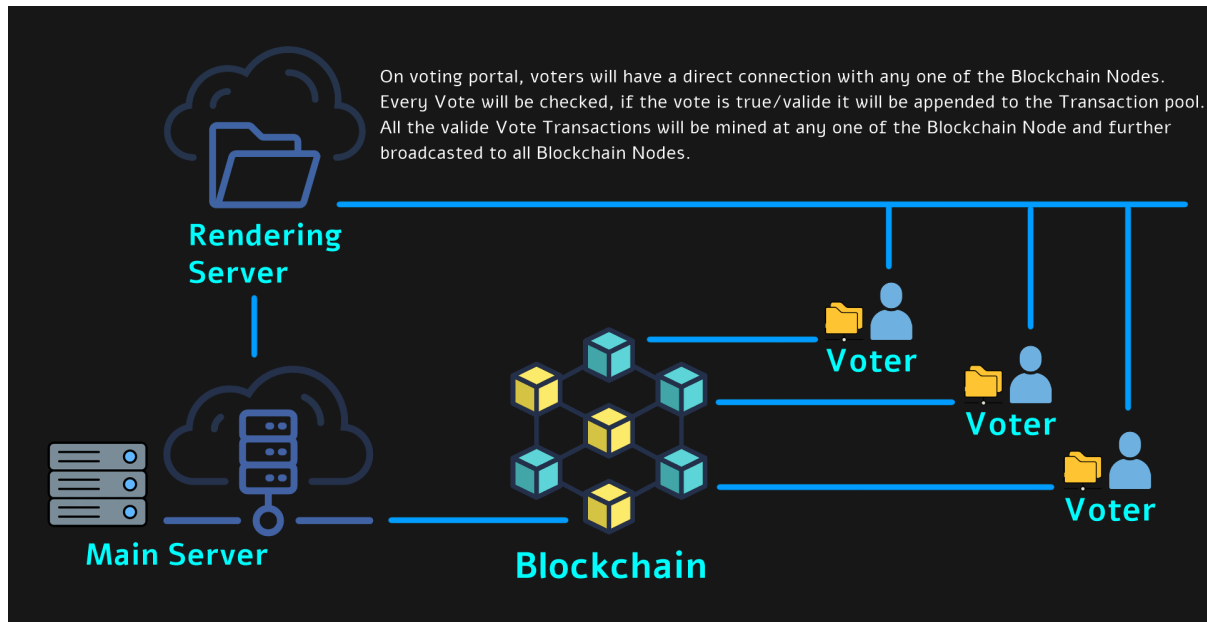 On voting portal, voters will have a direct connection with any one of the Blockchain Nodes.
Every Vote will be checked, if the vote is true/valide it will be appended to the Transaction pool.
All the valide Vote Transactions will be mined at any one of the Blockchain Node and further
broadcasted to all Blockchain Nodes.
Rendering
Server
Voter
Voter
Voter
Main Server
Blockchain